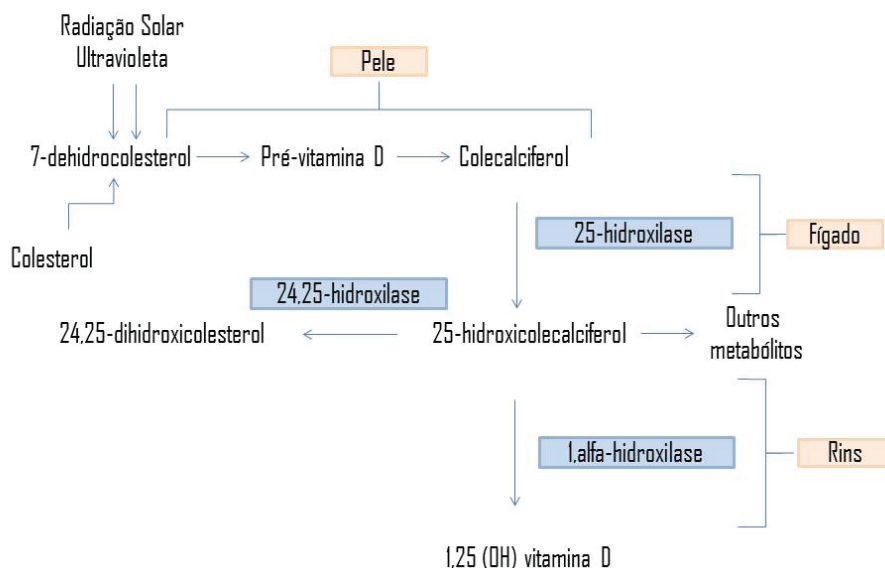 Radiação Solar
Ultravioleta
Pele
7-dehidrocolesterol
Pré-vitamina D
Colecalciferol
25-hidroxilase
Fígado
Colesterol
24,25-hidroxilase
24,25-dihidroxicolesterol
25-hidroxicolecalciferol
Outros
metabólitos
1,alfa-hidroxilase
Rins
1,25 (OH) vitamina D